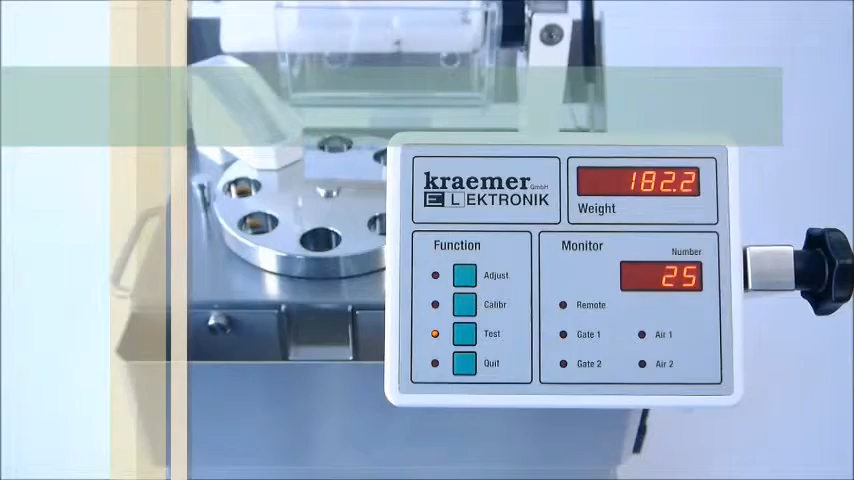 kraemer GmbH
ELEKTRONIK
182.2
Weight
Function
Adjust
Calibr
Test
Quit
Monitor
Number
25
Remote
Gate 1
Air 1
Gate 2
Air 2